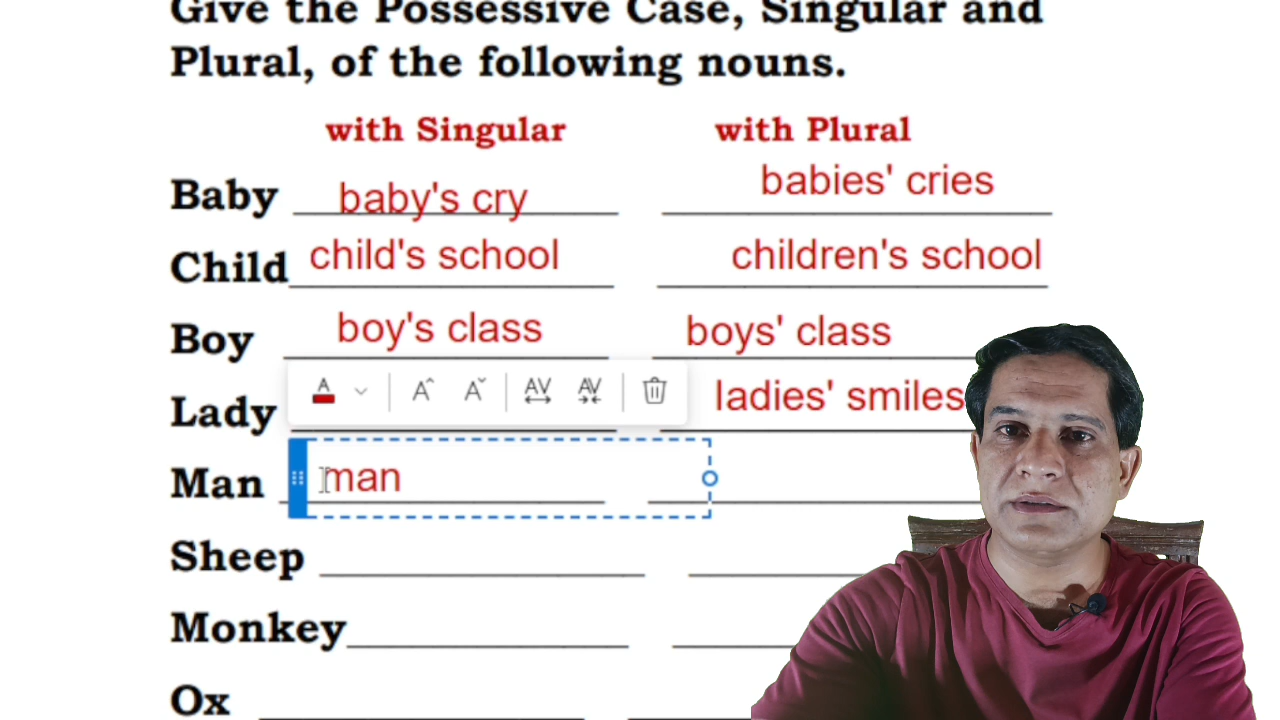 Give the Possessive Case, Singular and
Plural, of the following nouns.
with Singular with Plural
Baby baby's cry babies' cries
Child child's school children's school
Boy boy's class boys' class
A A A AV AV
Lady ladies' smiles
Man man
Sheep
Monkey
Ox